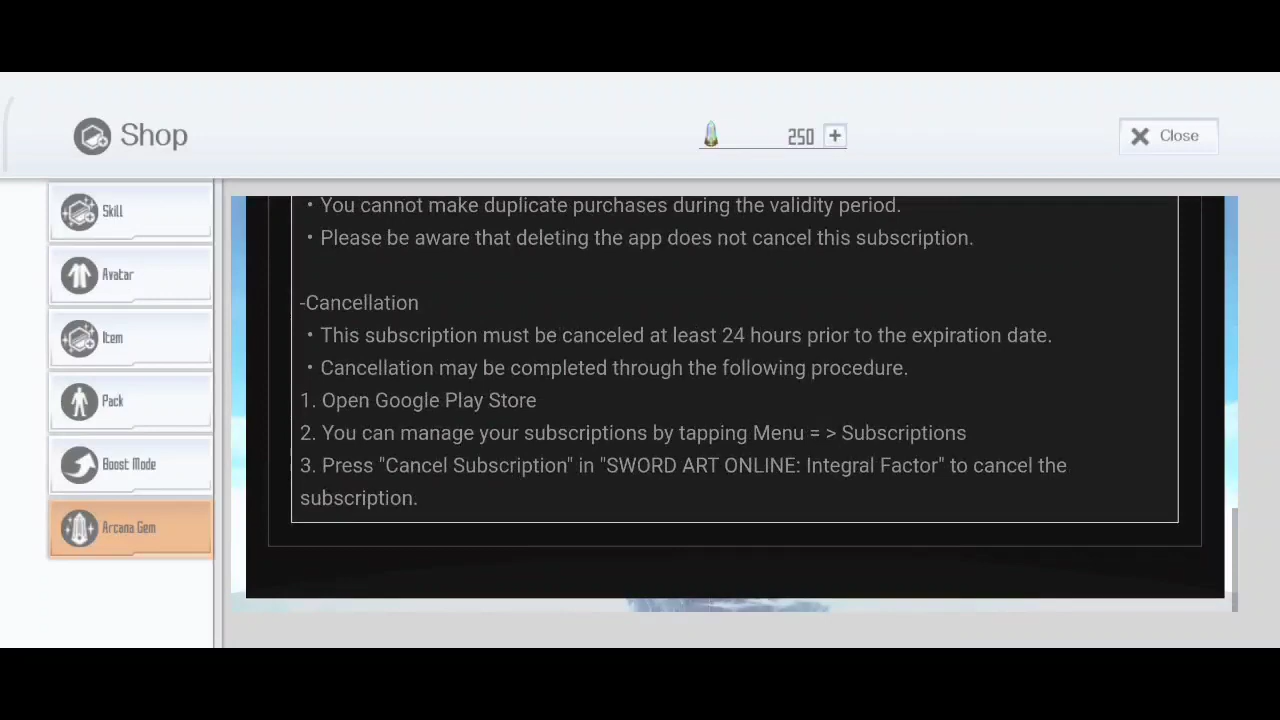 Shop
250
Close
Skill
Avatar
Item
Pack
Boost Mode
Arcana Gem
・You cannot make duplicate purchases during the validity period.
・Please be aware that deleting the app does not cancel this subscription.
-Cancellation
・This subscription must be canceled at least 24 hours prior to the expiration date.
・Cancellation may be completed through the following procedure.
1. Open Google Play Store
2. You can manage your subscriptions by tapping Menu = > Subscriptions
3. Press "Cancel Subscription" in "SWORD ART ONLINE: Integral Factor" to cancel the
subscription.